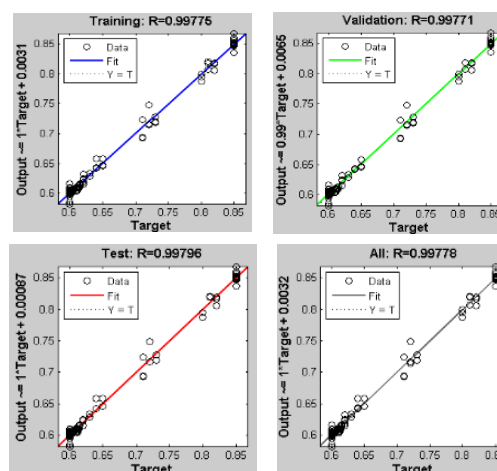 Training: R=0.99775
Output ~= 1*Target + 0.0031
0.85
0.8
0.75
0.7
0.65
0.6
Data
Fit
Y = T
0.6 0.65 0.7 0.75 0.8 0.85
Target
Validation: R=0.99771
Output ~= 0.99*Target + 0.0065
0.85
0.8
0.75
0.7
0.65
0.6
Data
Fit
Y = T
0.6 0.65 0.7 0.75 0.8 0.85
Target
Test: R=0.99796
Output ~= 1*Target + 0.00087
0.85
0.8
0.75
0.7
0.65
0.6
Data
Fit
Y = T
0.6 0.65 0.7 0.75 0.8 0.85
Target
All: R=0.99778
Output ~= 1*Target + 0.0032
0.85
0.8
0.75
0.7
0.65
0.6
Data
Fit
Y = T
0.6 0.65 0.7 0.75 0.8 0.85
Target